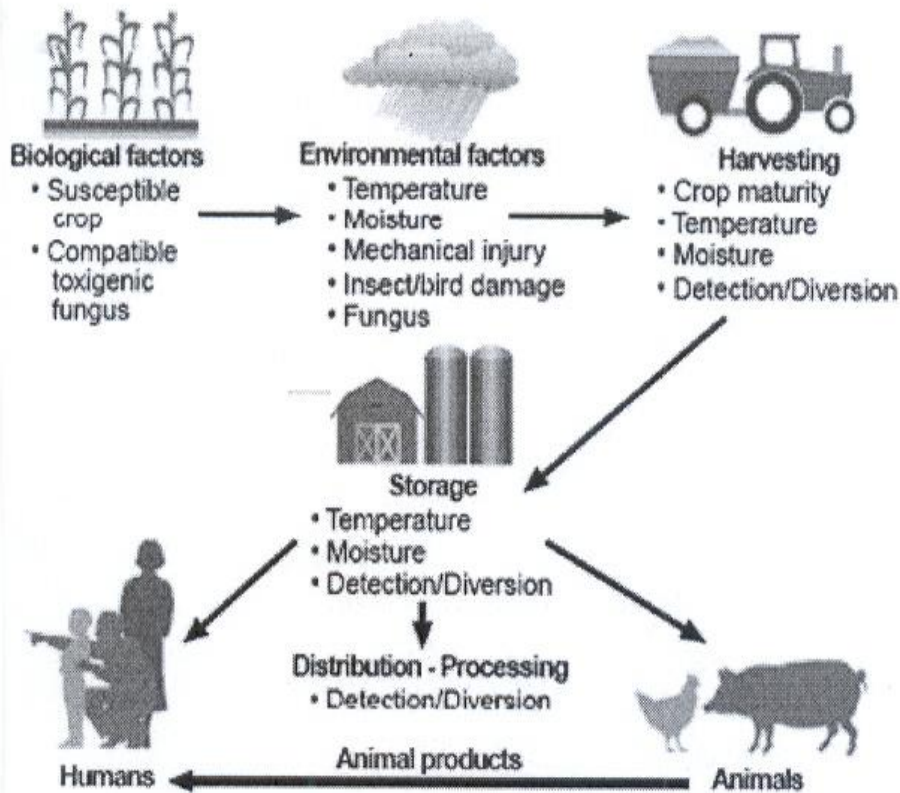 Biological factors
• Susceptible
crop
• Compatible
toxigenic
fungus
Environmental factors
• Temperature
• Moisture
• Mechanical injury
• Insect/bird damage
• Fungus
Harvesting
• Crop maturity
• Temperature
• Moisture
• Detection/Diversion
Storage
• Temperature
• Moisture
• Detection/Diversion
Distribution - Processing
• Detection/Diversion
Animal products
Humans
Animals